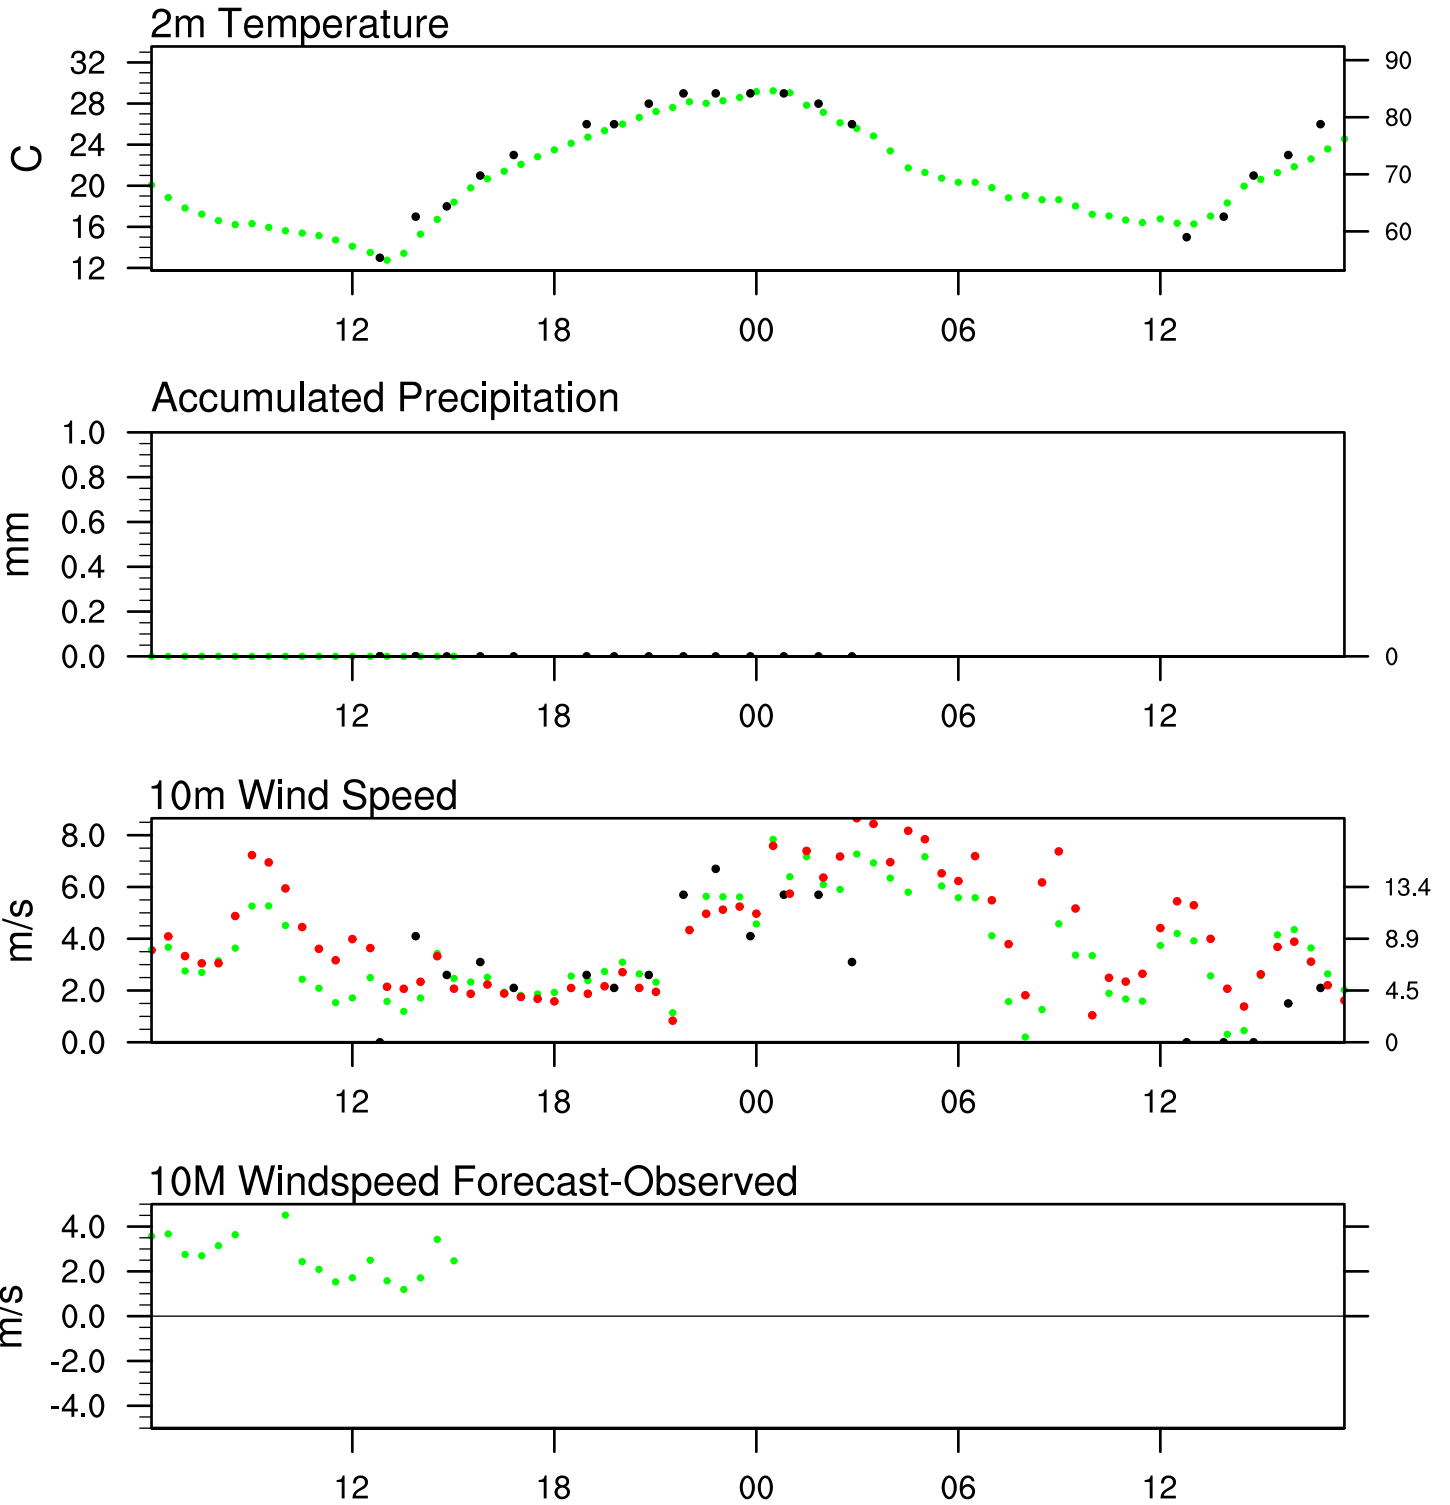 2m Temperature
32
28
24
20
16
12
C
90
80
70
60
12 18 00 06 12
Accumulated Precipitation
1.0
0.8
0.6
0.4
0.2
0.0
mm
0
12 18 00 06 12
10m Wind Speed
8.0
6.0
4.0
2.0
0.0
m/s
13.4
8.9
4.5
0
12 18 00 06 12
10M Windspeed Forecast-Observed
4.0
2.0
0.0
-2.0
-4.0
m/s
12 18 00 06 12